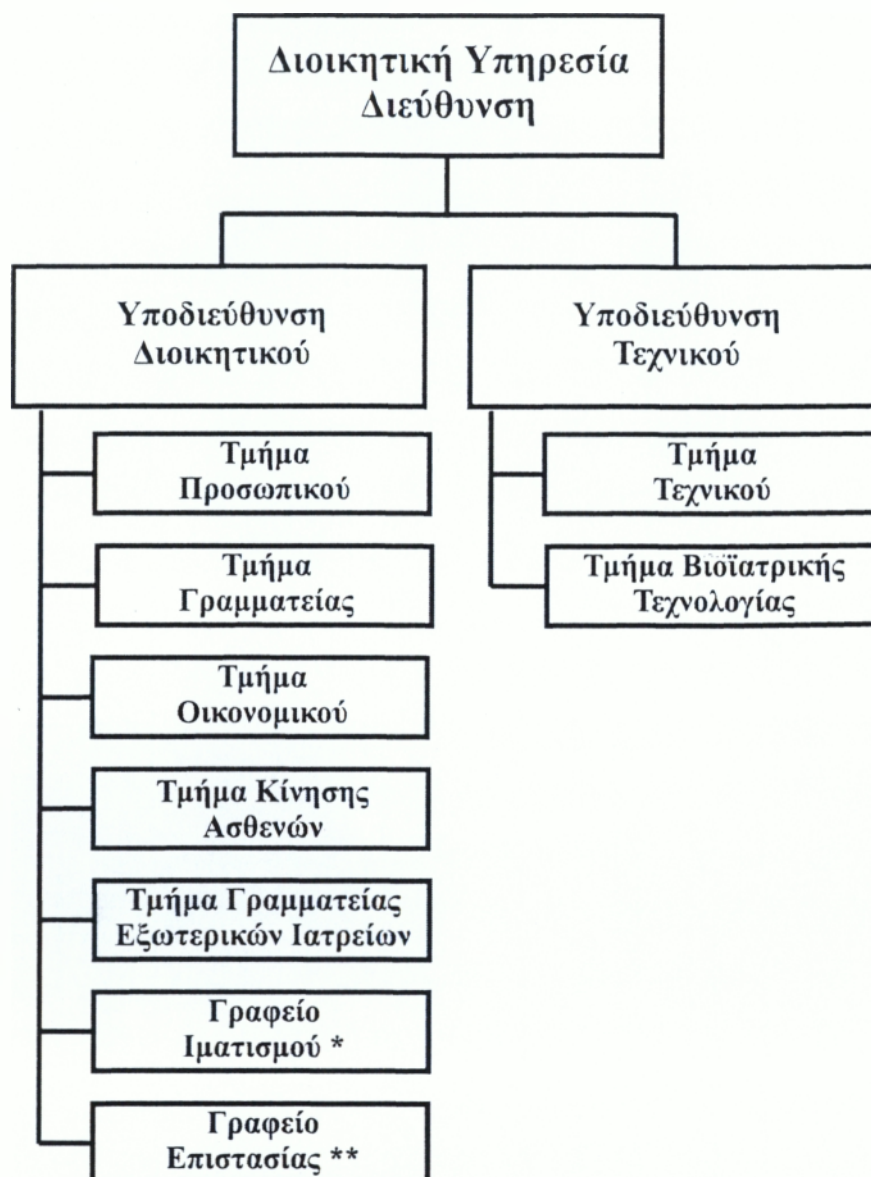 Διοικητική Υπηρεσία
Διεύθυνση
Υποδιεύθυνση
Διοικητικού
Τμήμα
Προσωπικού
Τμήμα
Γραμματείας
Τμήμα
Οικονομικού
Τμήμα Κίνησης
Ασθενών
Τμήμα Γραμματείας
Εξωτερικών Ιατρείων
Γραφείο
Ιματισμού *
Γραφείο
Επιστασίας **
Υποδιεύθυνση
Τεχνικού
Τμήμα
Τεχνικού
Τμήμα Βιοϊατρικής
Τεχνολογίας